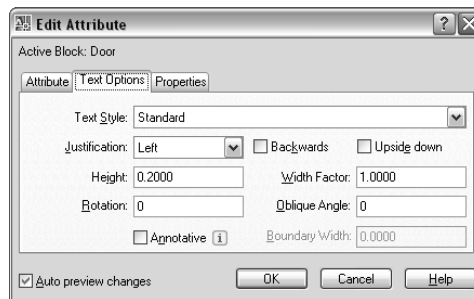 Edit Attribute
Active Block: Door
Attribute Text Options Properties
Text Style: Standard
Justification: Left Backwards Upside down
Height: 0.2000 Width Factor: 1.0000
Rotation: 0 Oblique Angle: 0
Annotative i Boundary Width: 0.0000
Auto preview changes OK Cancel Help